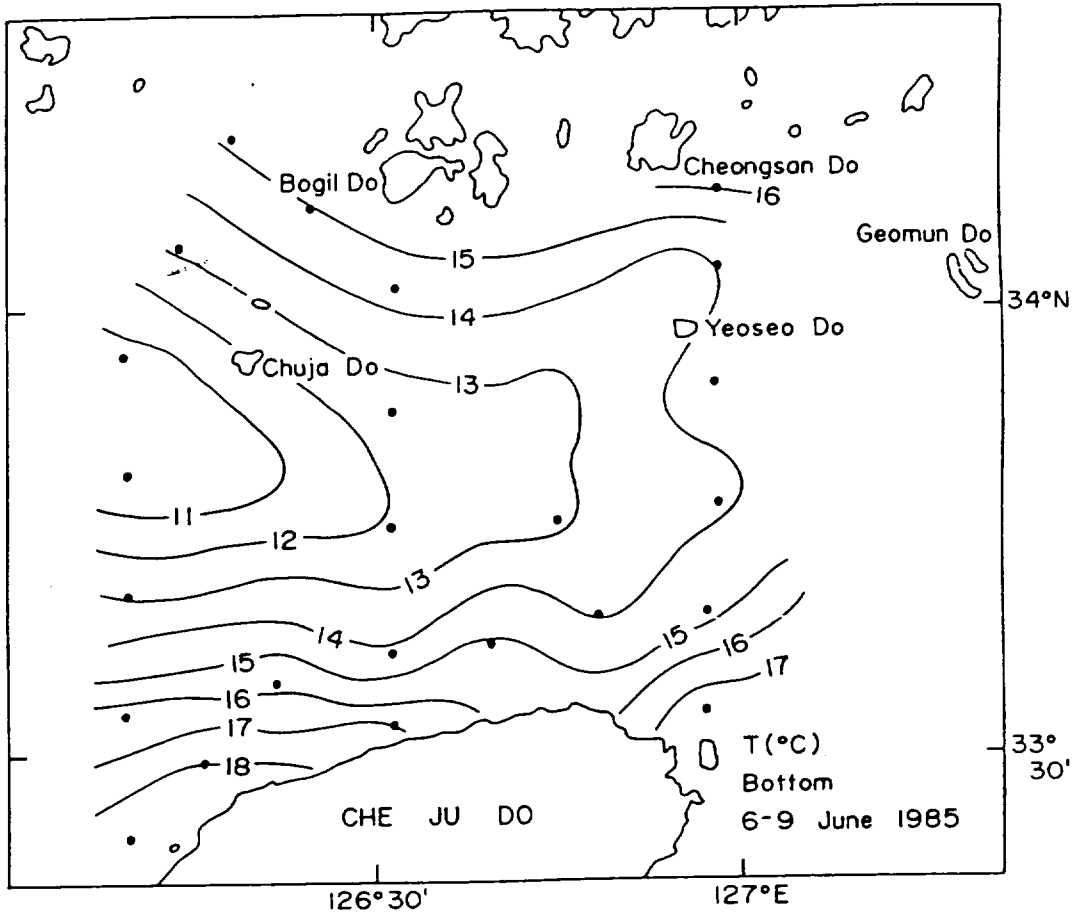 Bogil Do
Cheongsan Do
16
Geomun Do
15
14
34°N
Yeoseo Do
Chuja Do
13
11
12
13
14
15
15
16
16
17
17
18
T(°C)
33°
30'
Bottom
CHE JU DO
6-9 June 1985
126°30'
127°E